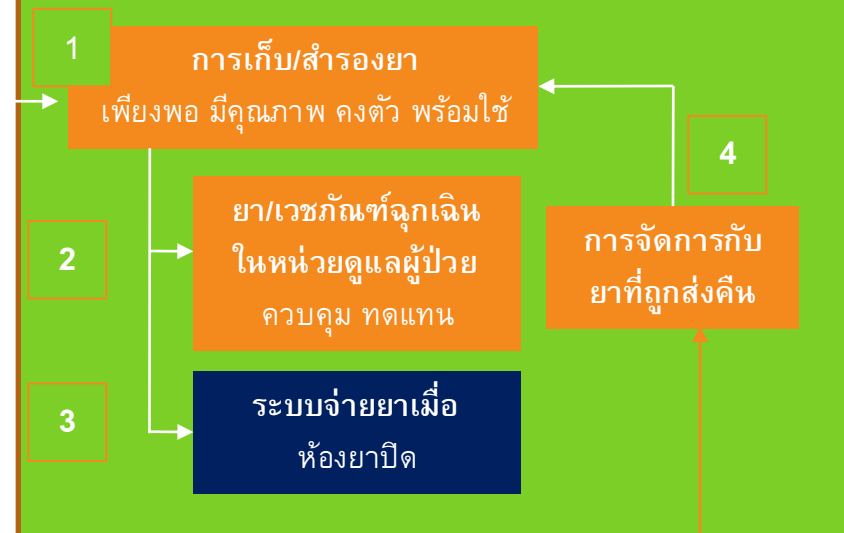 1
การเก็บ/สำรองยา
เพียงพอ มีคุณภาพ คงตัว พร้อมใช้
4
2
ยา/เวชภัณฑ์ฉุกเฉิน
ในหน่วยดูแลผู้ป่วย
ควบคุม ทดแทน
การจัดการกับ
ยาที่ถูกส่งคืน
3
ระบบจ่ายยาเมื่อ
ห้องยาปิด